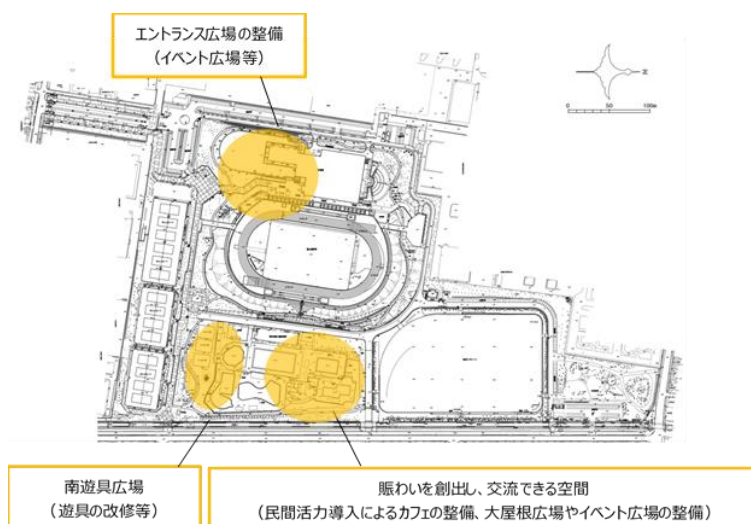 エントランス広場の整備
（イベント広場等）
N
0 50 100m
南遊具広場
（遊具の改修等）
賑わいを創出し、交流できる空間
（民間活力導入によるカフェの整備、大屋根広場やイベント広場の整備）